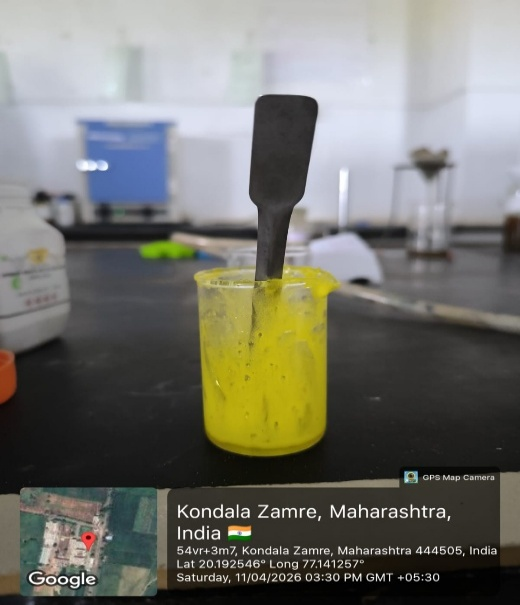 GPS Map Camera
Kondala Zamre, Maharashtra,
India 🇮🇳
54vr+3m7, Kondala Zamre, Maharashtra 444505, India
Lat 20.192546° Long 77.141257°
Saturday, 11/04/2026 03:30 PM GMT +05:30
Google